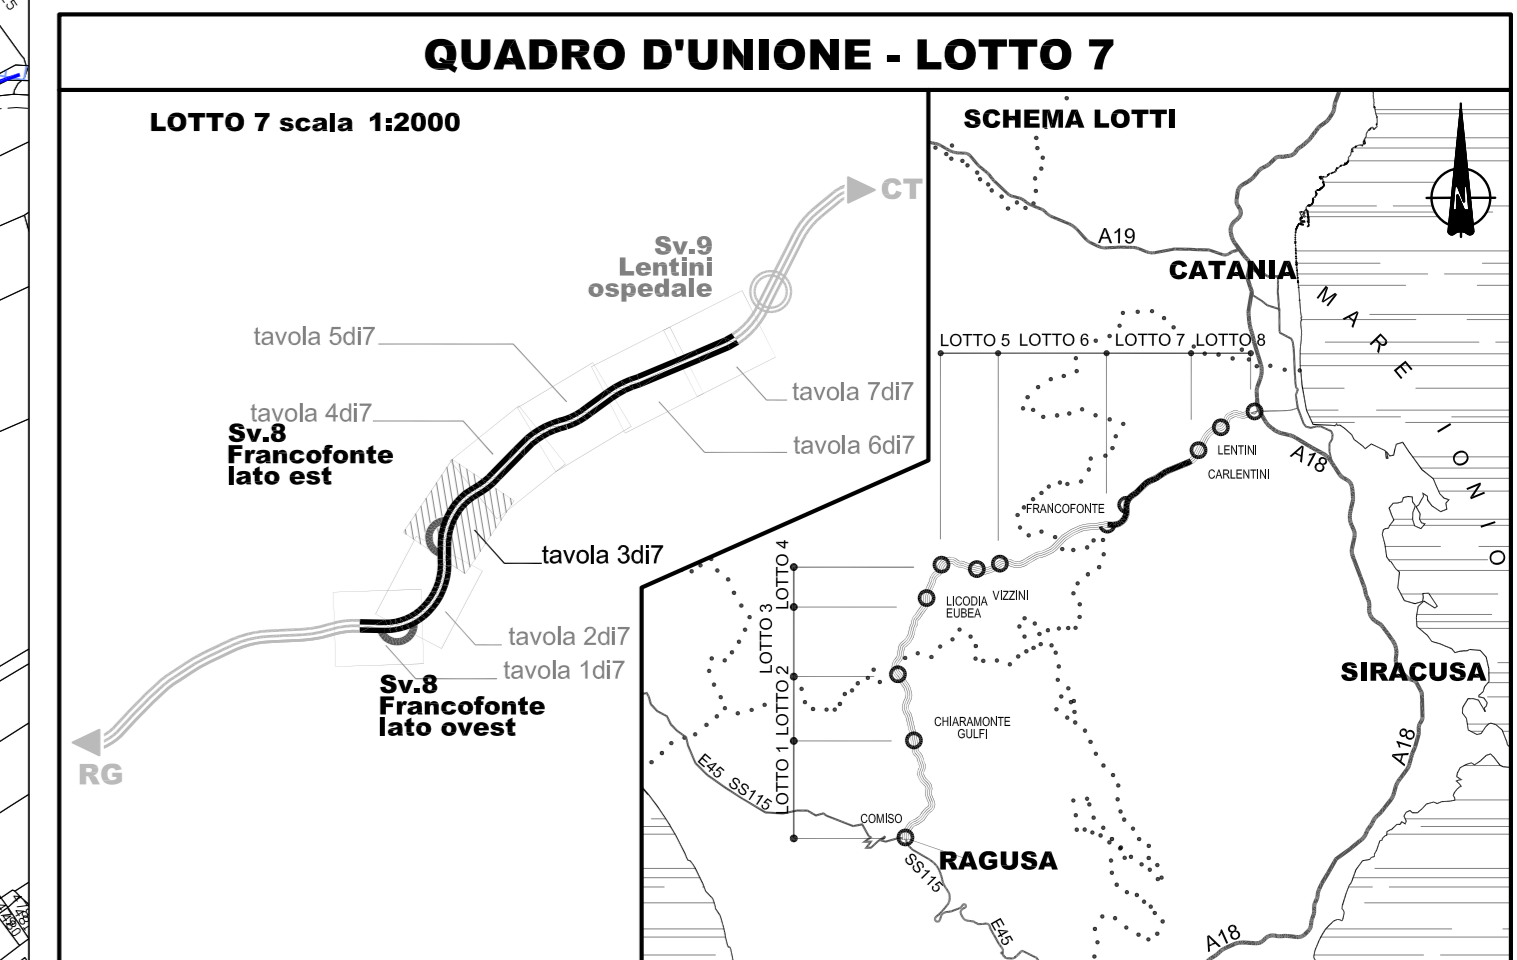 QUADRO D'UNIONE - LOTTO 7
LOTTO 7 scala 1:2000
CT
Sv.9
Lentini
ospedale
tavola 5di7
tavola 7di7
tavola 4di7
Sv.8
Francofonte
lato est
tavola 6di7
tavola 3di7
tavola 2di7
tavola 1di7
Sv.8
Francofonte
lato ovest
RG
SCHEMA LOTTI
N
A19
CATANIA
MARE IONIO
LOTTO 5
LOTTO 6
LOTTO 7
LOTTO 8
LENTINI
A18
CARLENTINI
FRANCOFONTE
LOTTO 4
LOTTO 3
LOTTO 2
LOTTO 1
VIZZINI
LICODIA
EUBEA
SIRACUSA
CHIARAMONTE
GULFI
A18
E45
SS115
COMISO
RAGUSA
SS115
E45
A18